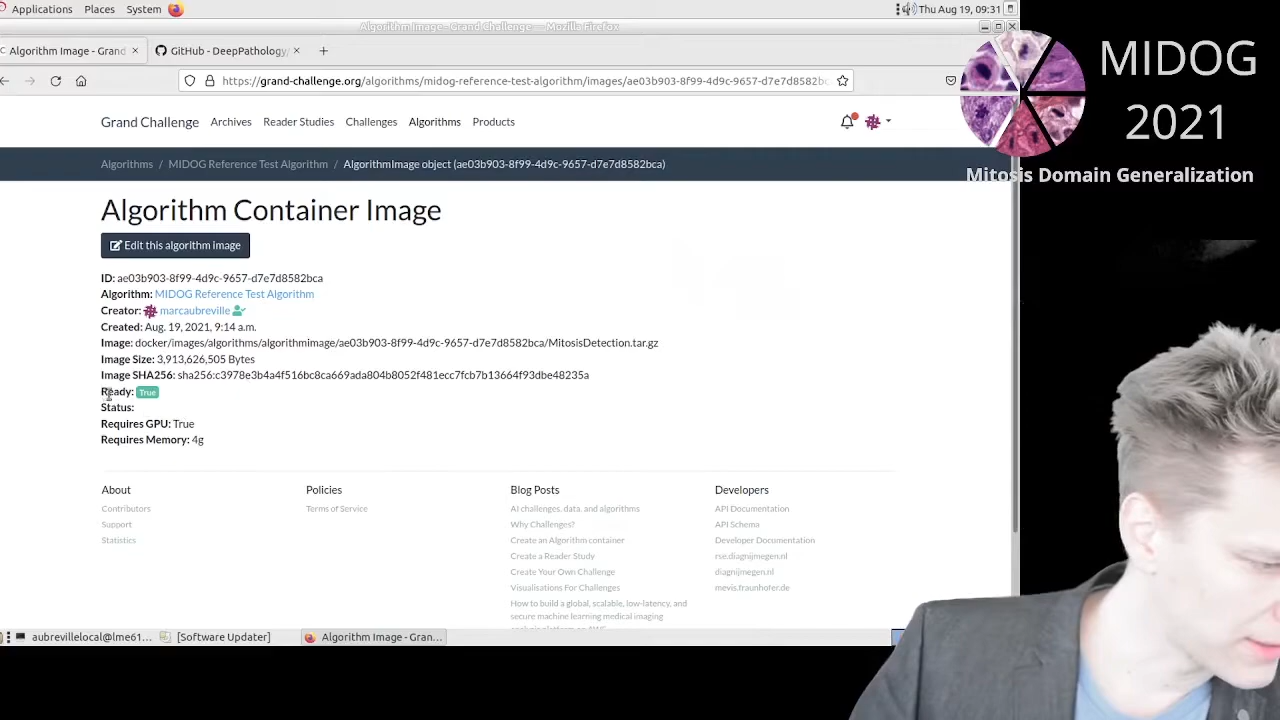 Applications Places System Thu Aug 19, 09:31
Algorithm Image - Grand Challenge — Mozilla Firefox
Algorithm Image - Grand GitHub - DeepPathology/
https://grand-challenge.org/algorithms/midog-reference-test-algorithm/images/ae03b903-8f99-4d9c-9657-d7e7d8582bc
MIDOG
2021
Mitosis Domain Generalization
Grand Challenge Archives Reader Studies Challenges Algorithms Products
Algorithms / MIDOG Reference Test Algorithm / AlgorithmImage object (ae03b903-8f99-4d9c-9657-d7e7d8582bca)
Algorithm Container Image
Edit this algorithm image
ID: ae03b903-8f99-4d9c-9657-d7e7d8582bca
Algorithm: MIDOG Reference Test Algorithm
Creator: marcaubreville
Created: Aug. 19, 2021, 9:14 a.m.
Image: docker/images/algorithms/algorithmimage/ae03b903-8f99-4d9c-9657-d7e7d8582bca/MitosisDetection.tar.gz
Image Size: 3,913,626,505 Bytes
Image SHA256: sha256:c3978e3b4a4f516bc8ca669ada804b8052f481ecc7fcb7b13664f93dbe48235a
Ready: True
Status:
Requires GPU: True
Requires Memory: 4g
About
Contributors
Support
Statistics
Policies
Terms of Service
Blog Posts
AI challenges, data, and algorithms
Why Challenges?
Create an Algorithm container
Create a Reader Study
Create Your Own Challenge
Visualisations For Challenges
How to build a global, scalable, low-latency, and
secure machine learning medical imaging
Developers
API Documentation
API Schema
Developer Documentation
rse.diagnijmegen.nl
diagnijmegen.nl
mevis.fraunhofer.de
aubrevillelocal@lme61... [Software Updater] Algorithm Image - Gran...